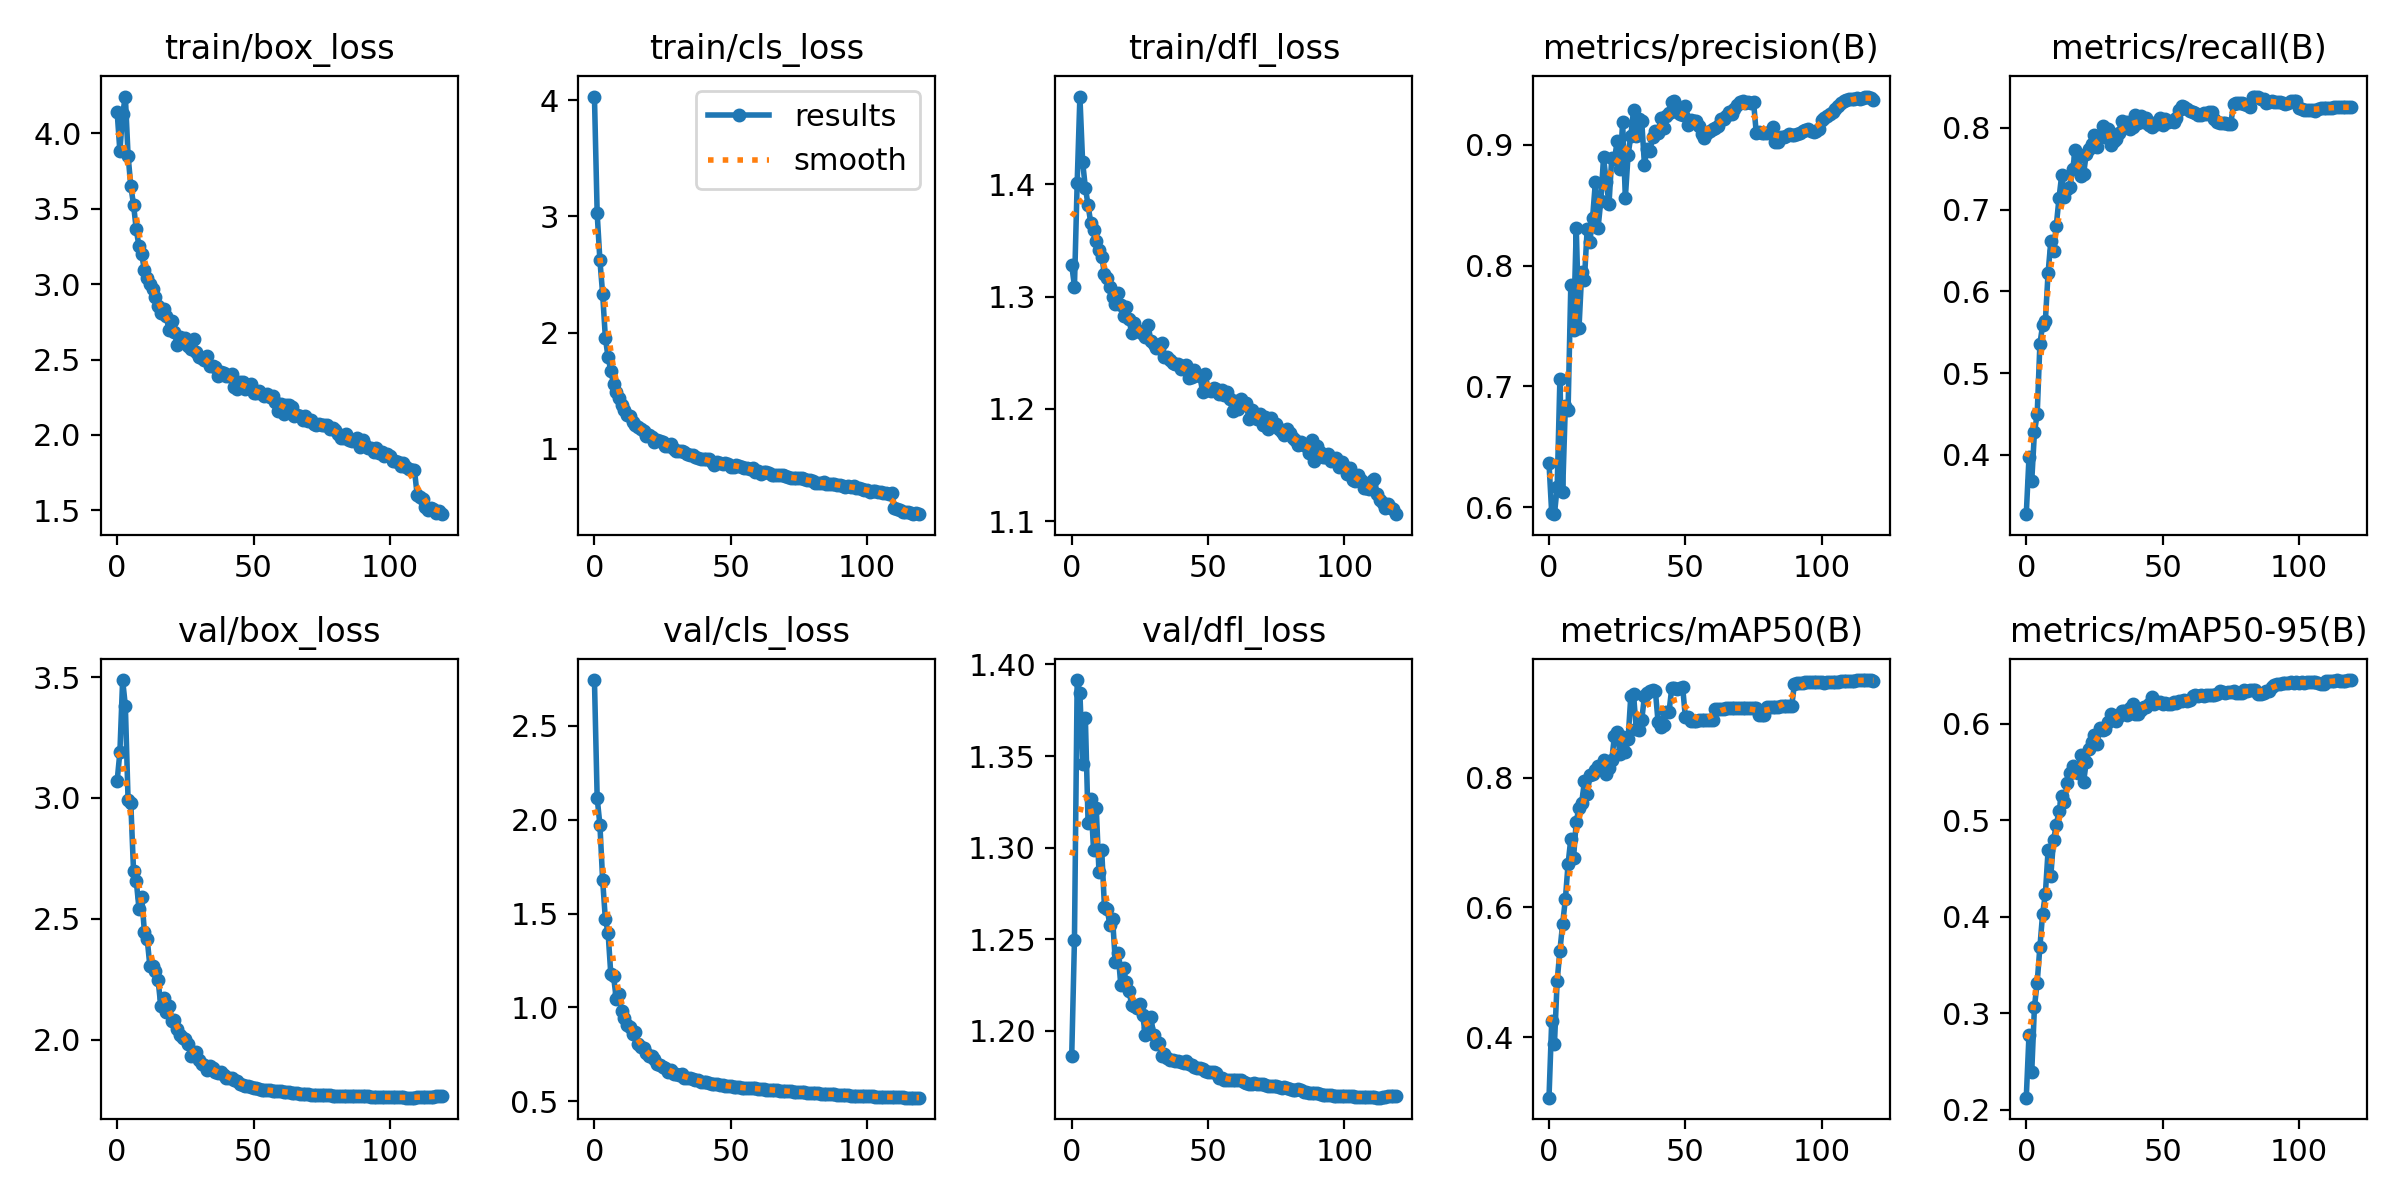 train/box_loss
train/cls_loss
train/dfl_loss
metrics/precision(B)
metrics/recall(B)
4.0
3.5
3.0
2.5
2.0
1.5
0 50 100
4
3
2
1
0 50 100
results
smooth
1.4
1.3
1.2
1.1
0 50 100
0.9
0.8
0.7
0.6
0 50 100
0.8
0.7
0.6
0.5
0.4
0 50 100
val/box_loss
val/cls_loss
val/dfl_loss
metrics/mAP50(B)
metrics/mAP50-95(B)
3.5
3.0
2.5
2.0
0 50 100
2.5
2.0
1.5
1.0
0.5
0 50 100
1.40
1.35
1.30
1.25
1.20
0 50 100
0.8
0.6
0.4
0 50 100
0.6
0.5
0.4
0.3
0.2
0 50 100